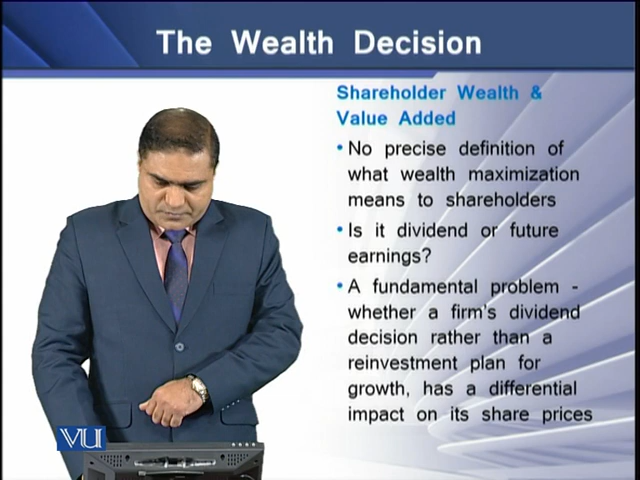 The Wealth Decision
Shareholder Wealth &
Value Added
• No precise definition of
what wealth maximization
means to shareholders
• Is it dividend or future
earnings?
• A fundamental problem -
whether a firm's dividend
decision rather than a
reinvestment plan for
growth, has a differential
impact on its share prices
VU